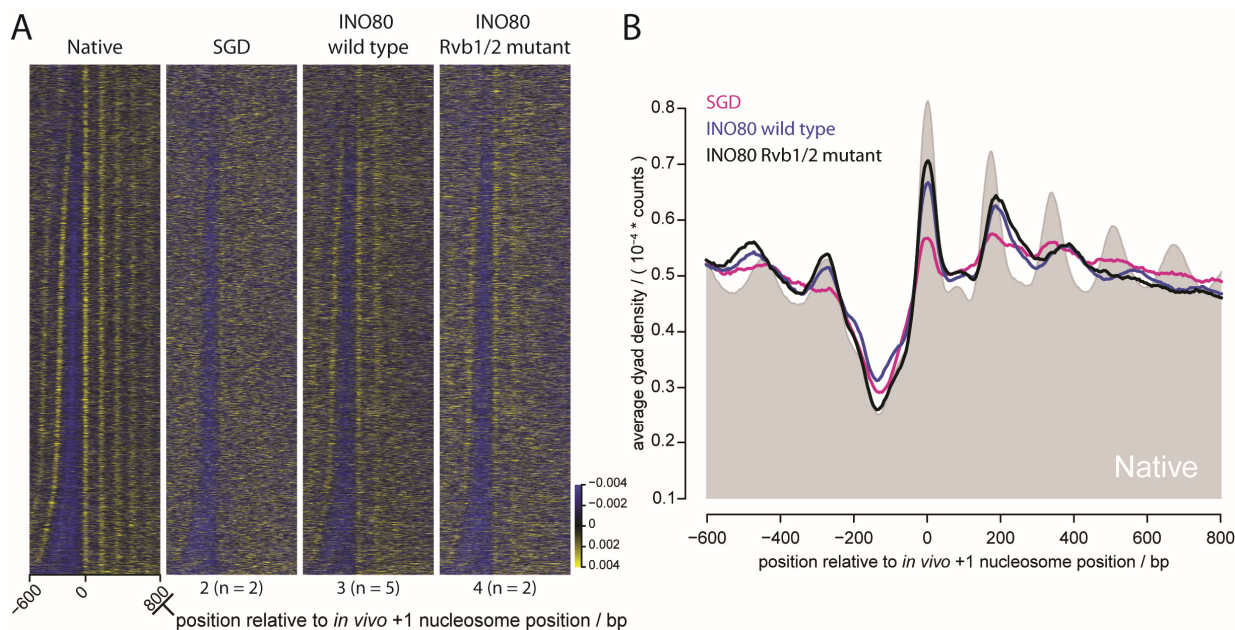 A
Native
SGD
INO80
wild type
INO80
Rvb1/2 mutant
−0.004
−0.002
0
0.002
0.004
−600
0
800
2 (n = 2)
3 (n = 5)
4 (n = 2)
position relative to in vivo +1 nucleosome position / bp
B
SGD
INO80 wild type
INO80 Rvb1/2 mutant
average dyad density / ( 10⁻⁴ * counts )
0.8
0.7
0.6
0.5
0.4
0.3
0.2
0.1
Native
−600
−400
−200
0
200
400
600
800
position relative to in vivo +1 nucleosome position / bp